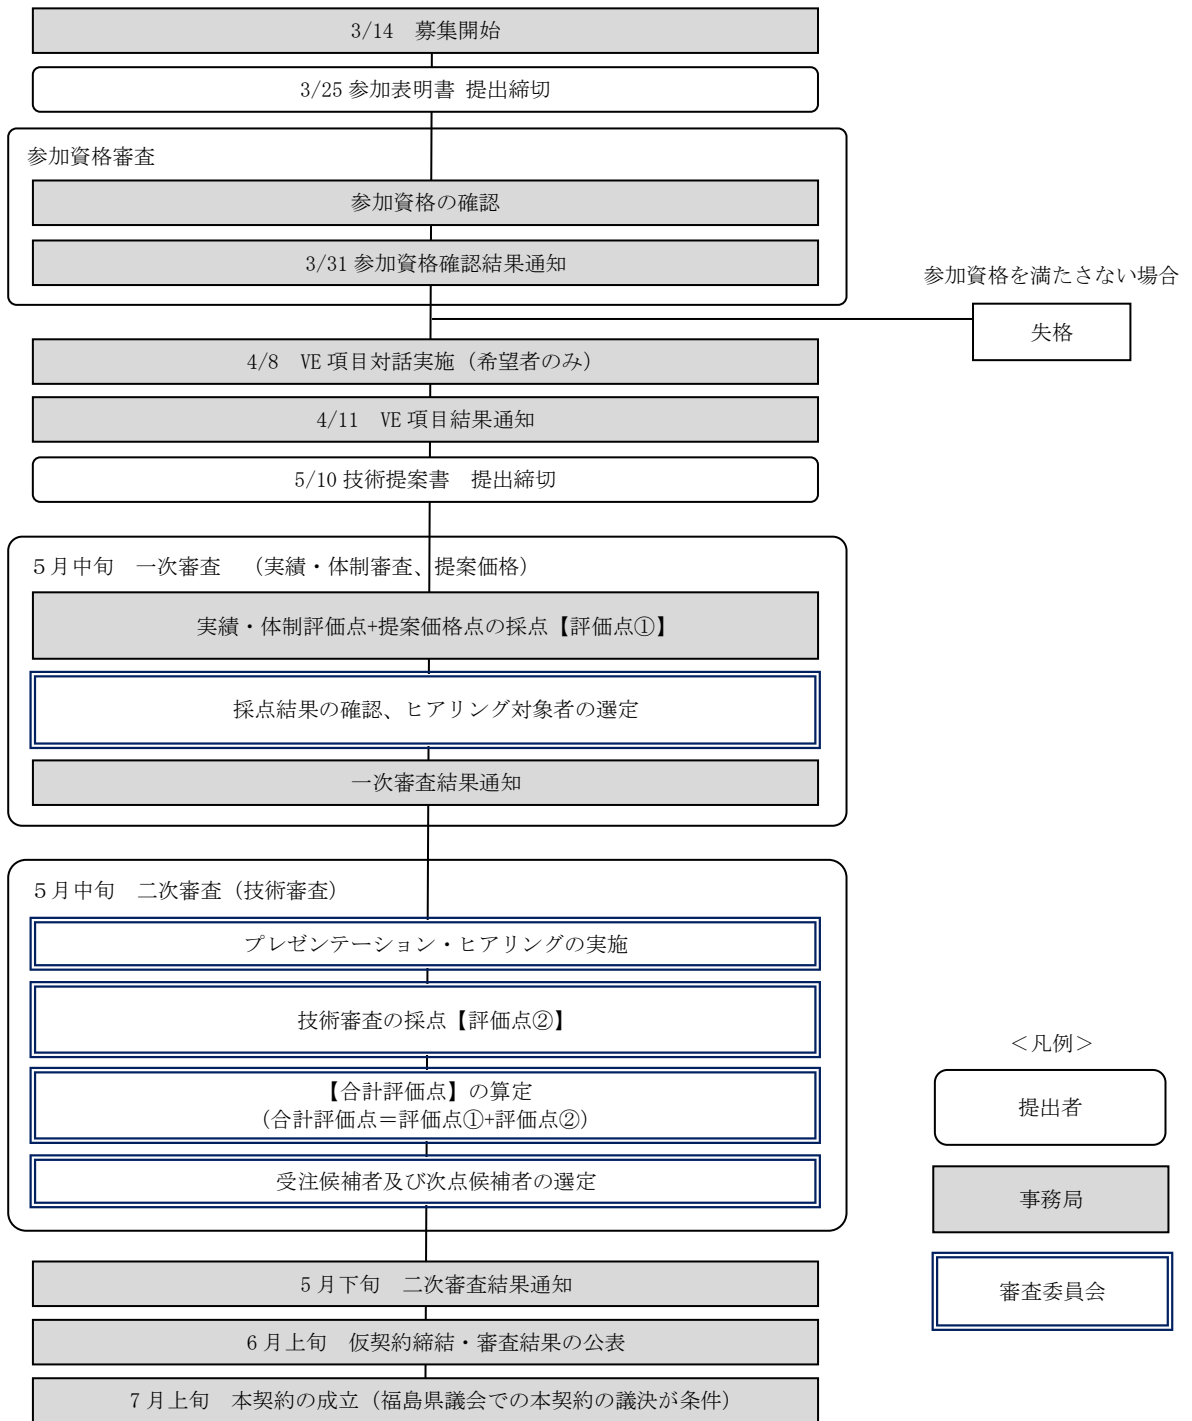 3/14　募集開始
3/25 参加表明書 提出締切
参加資格審査
参加資格の確認
3/31 参加資格確認結果通知
参加資格を満たさない場合
失格
4/8　VE 項目対話実施（希望者のみ）
4/11　VE 項目結果通知
5/10 技術提案書　提出締切
５月中旬　一次審査　（実績・体制審査、提案価格）
実績・体制評価点+提案価格点の採点【評価点①】
採点結果の確認、ヒアリング対象者の選定
一次審査結果通知
５月中旬　二次審査（技術審査）
プレゼンテーション・ヒアリングの実施
技術審査の採点【評価点②】
【合計評価点】の算定
（合計評価点＝評価点①+評価点②）
受注候補者及び次点候補者の選定
５月下旬　二次審査結果通知
６月上旬　仮契約締結・審査結果の公表
７月上旬　本契約の成立（福島県議会での本契約の議決が条件）
＜凡例＞
提出者
事務局
審査委員会